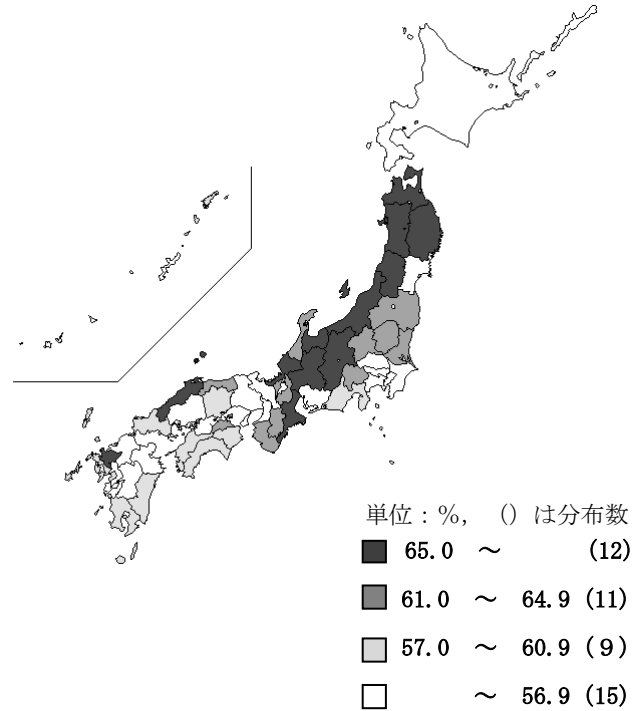 単位：％，　（）は分布数
65.0　～　　　　（12）
61.0　～　64.9（11）
57.0　～　60.9（９）
～　56.9（15）